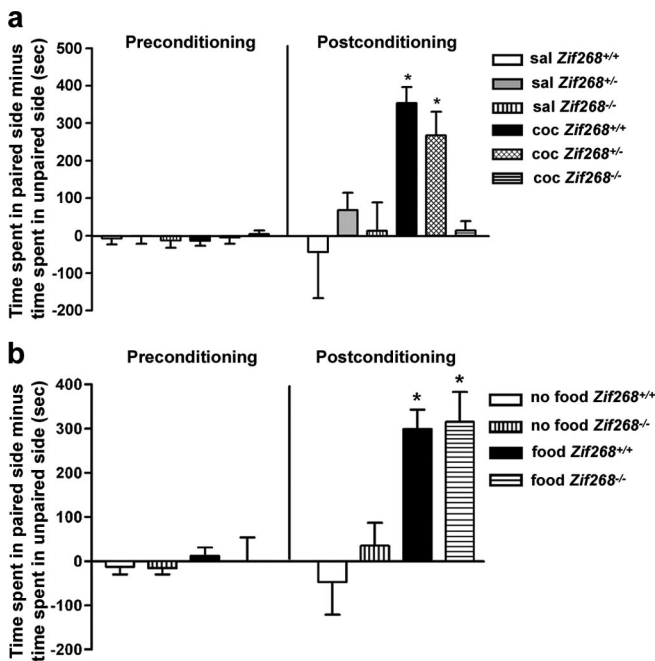 a
Time spent in paired side minus
time spent in unpaired side (sec)
500
400
300
200
100
0
-100
-200
Preconditioning
Postconditioning
*
*
sal Zif268+/+
sal Zif268+/-
sal Zif268-/-
coc Zif268+/+
coc Zif268+/-
coc Zif268-/-
b
Time spent in paired side minus
time spent in unpaired side (sec)
400
300
200
100
0
-100
-200
Preconditioning
Postconditioning
*
*
no food Zif268+/+
no food Zif268-/-
food Zif268+/+
food Zif268-/-